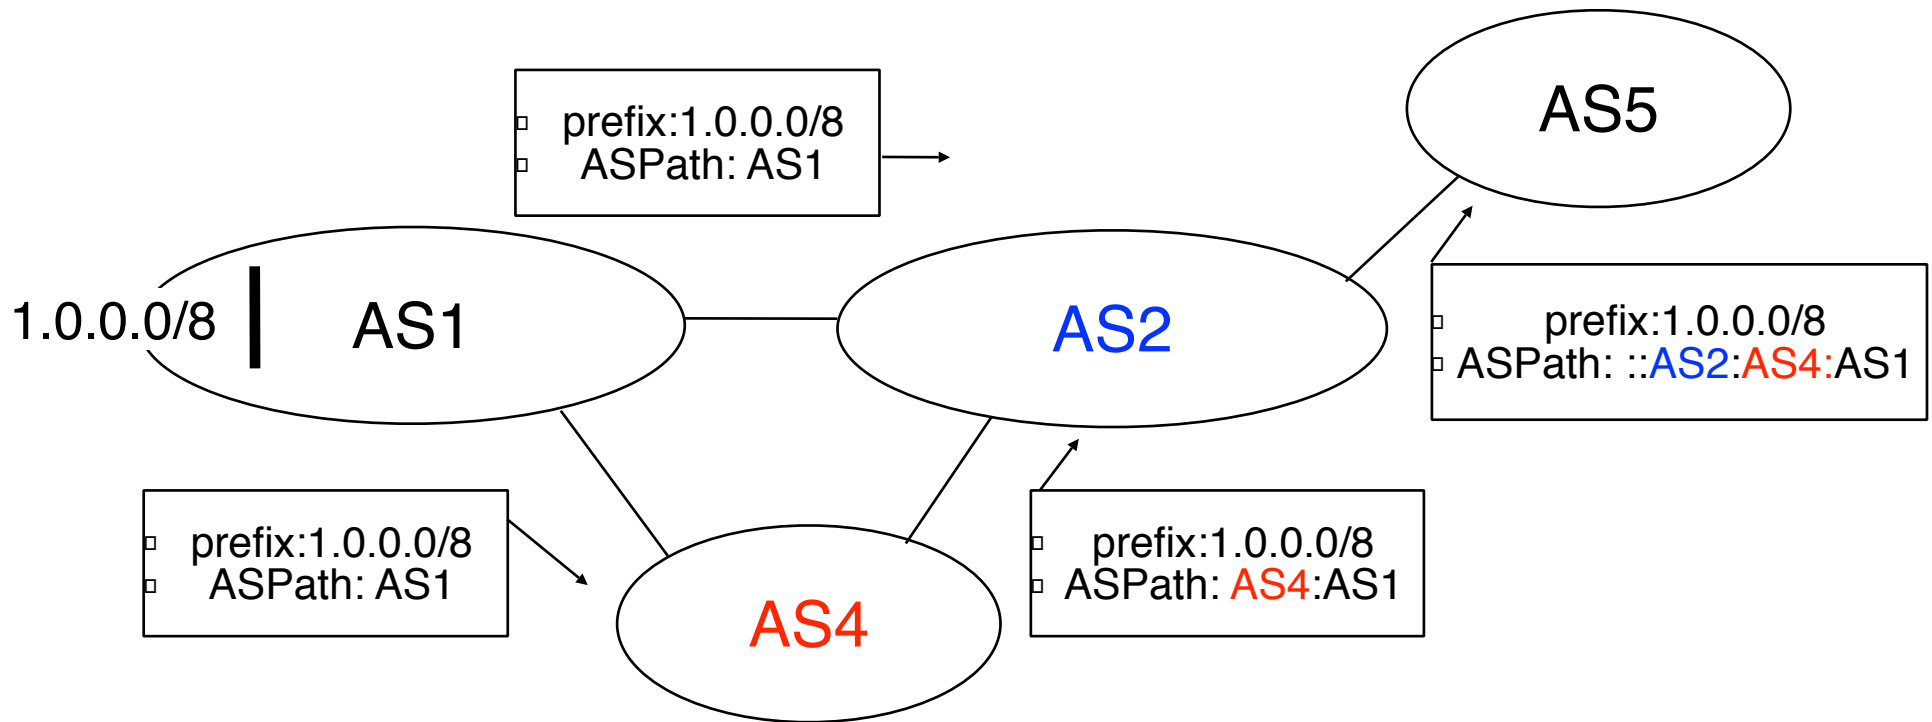 AS5
prefix:1.0.0.0/8
ASPath: AS1
1.0.0.0/8
AS1
AS2
prefix:1.0.0.0/8
ASPath: ::AS2:AS4:AS1
prefix:1.0.0.0/8
ASPath: AS1
AS4
prefix:1.0.0.0/8
ASPath: AS4:AS1